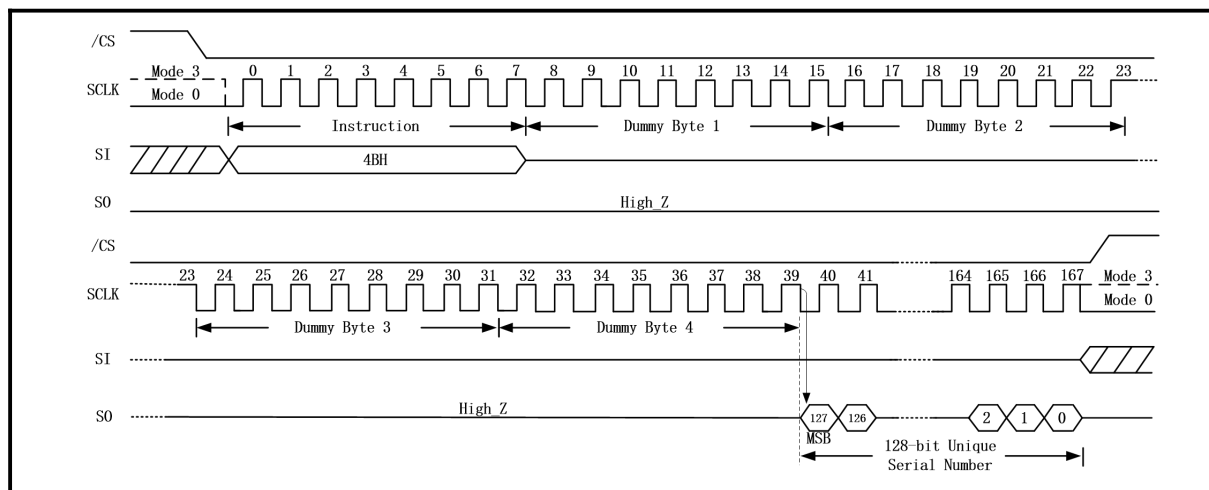 /CS
Mode 3 0 1 2 3 4 5 6 7 8 9 10 11 12 13 14 15 16 17 18 19 20 21 22 23
SCLK
Mode 0
Instruction Dummy Byte 1 Dummy Byte 2
SI 4BH
SO High_Z
/CS
23 24 25 26 27 28 29 30 31 32 33 34 35 36 37 38 39 40 41 164 165 166 167 Mode 3
SCLK Mode 0
Dummy Byte 3 Dummy Byte 4
SI
SO High_Z 127 126 2 1 0
MSB
128-bit Unique
Serial Number